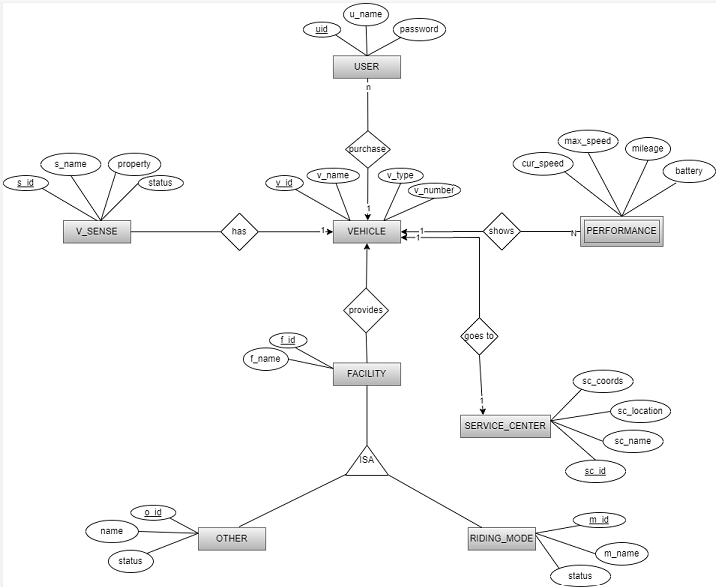 u_name
uid
password
USER
n
purchase
s_name
property
s_id
status
v_name
v_type
v_id
v_number
1
max_speed
mileage
cur_speed
battery
V_SENSE
has
1
VEHICLE
1
1
shows
N
PERFORMANCE
provides
goes to
f_id
f_name
FACILITY
1
sc_coords
sc_location
SERVICE_CENTER
sc_name
sc_id
ISA
o_id
name
OTHER
status
m_id
RIDING_MODE
m_name
status